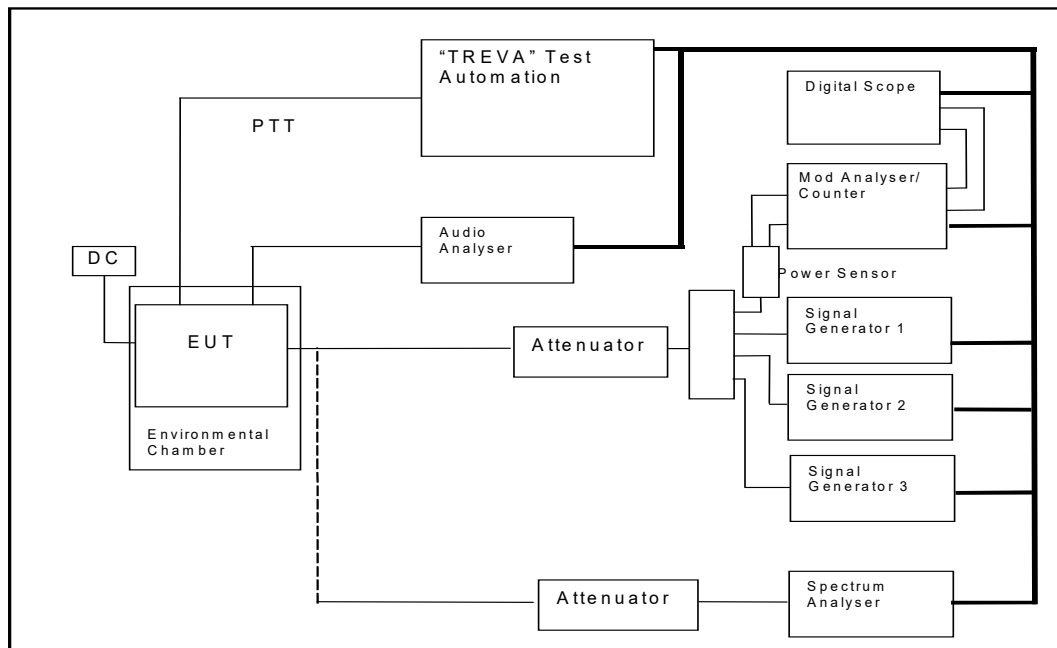 “TREVA” Test
Automation
Digital Scope
PTT
Mod Analyser/
Counter
Audio
Analyser
DC
Power Sensor
EUT
Attenuator
Signal
Generator 1
Signal
Generator 2
Environmental
Chamber
Signal
Generator 3
Attenuator
Spectrum
Analyser